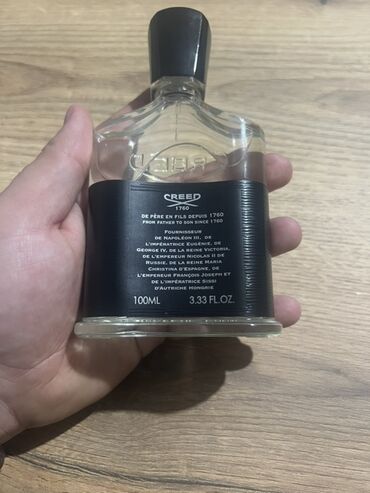 CREED
CREED
1760
DE PÈRE EN FILS DEPUIS 1760
FROM FATHER TO SON SINCE 1760
FOURNISSEUR
DE NAPOLÉON III, DE
L'IMPÉRATRICE EUGÉNIE, DE
GEORGE IV, DE LA REINE VICTORIA,
DE L'EMPEREUR NICOLAS II DE
RUSSIE, DE LA REINE MARIA
CHRISTINA D'ESPAGNE, DE
L'EMPEREUR FRANÇOIS JOSEPH ET
DE L'IMPÉRATRICE SISSI
D'AUTRICHE HONGRIE
100ML 3.33 FL.OZ.